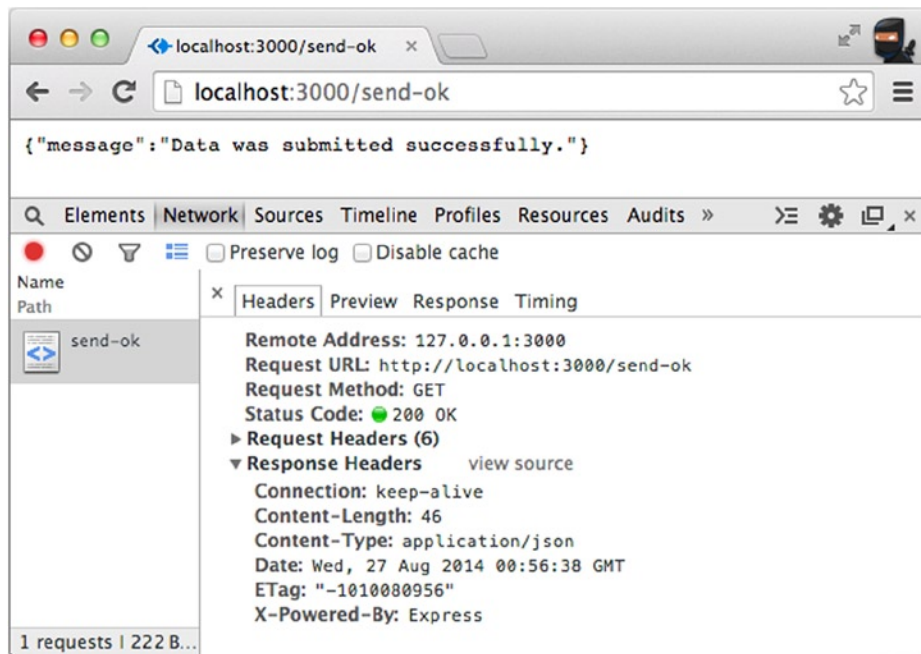 localhost:3000/send-ok ×
localhost:3000/send-ok
{"message":"Data was submitted successfully."}
Elements Network Sources Timeline Profiles Resources Audits » ×
Preserve log Disable cache
Name
Path
× Headers Preview Response Timing
send-ok
Remote Address: 127.0.0.1:3000
Request URL: http://localhost:3000/send-ok
Request Method: GET
Status Code: 200 OK
Request Headers (6)
Response Headers view source
Connection: keep-alive
Content-Length: 46
Content-Type: application/json
Date: Wed, 27 Aug 2014 00:56:38 GMT
ETag: "-1010080956"
X-Powered-By: Express
1 requests | 222 B...